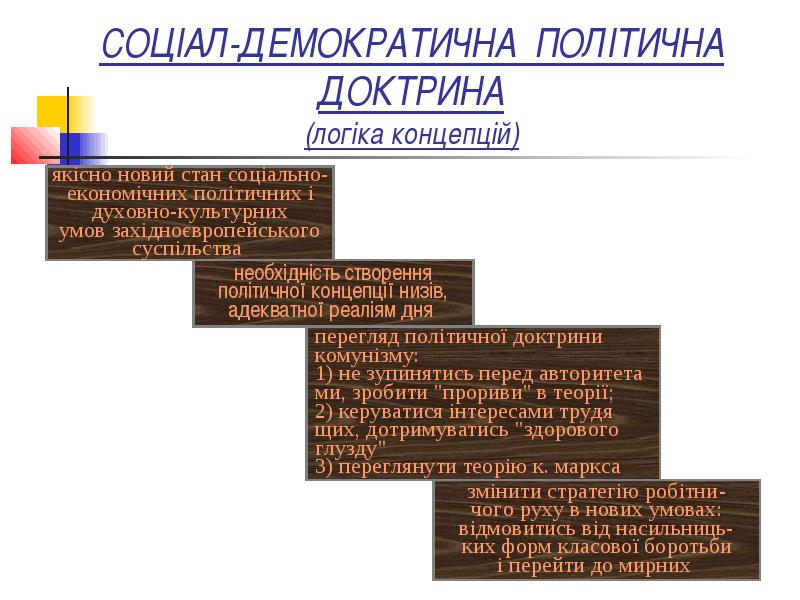 СОЦІАЛ-ДЕМОКРАТИЧНА ПОЛІТИЧНА
ДОКТРИНА
(логіка концепцій)
якісно новий стан соціально-
економічних політичних і
духовно-культурних
умов західноєвропейського
суспільства
необхідність створення
політичної концепції низів,
адекватної реаліям дня
перегляд політичної доктрини
комунізму:
1) не зупинятись перед авторитета
ми, зробити "прориви" в теорії;
2) керуватися інтересами трудя
щих, дотримуватись "здорового
глузду"
3) переглянути теорію к. маркса
змінити стратегію робітни-
чого руху в нових умовах:
відмовитись від насильниць-
ких форм класової боротьби
і перейти до мирних